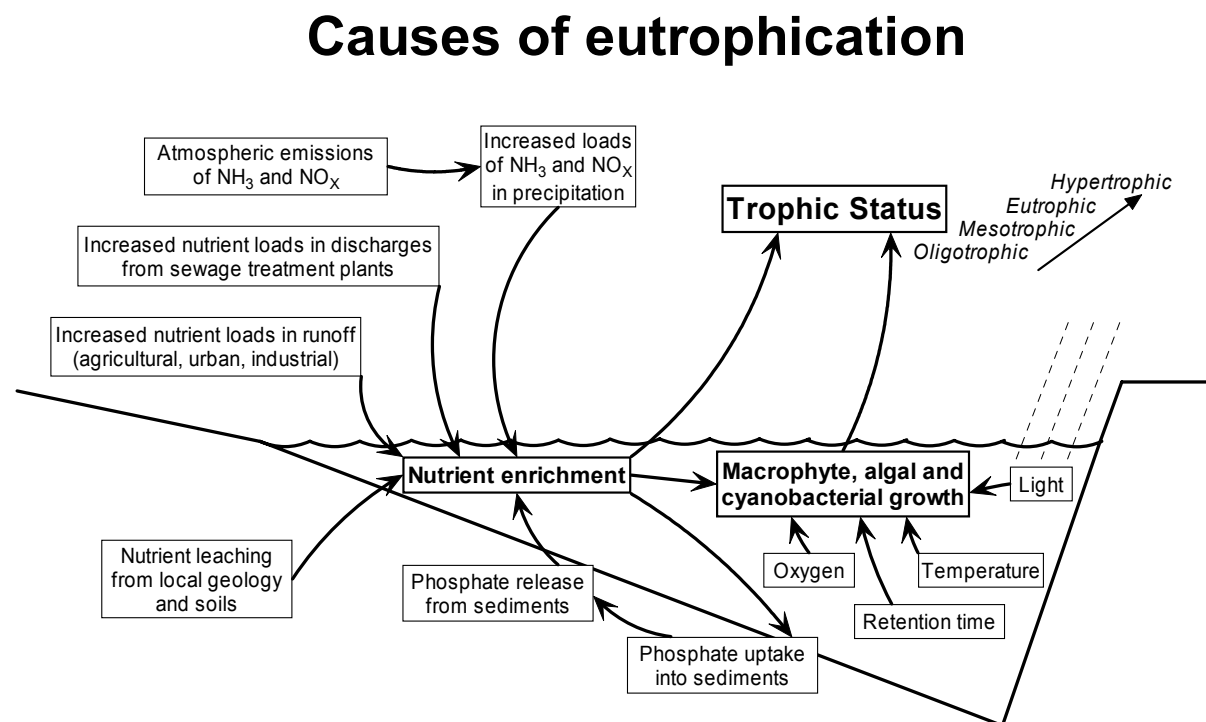 Causes of eutrophication
Atmospheric emissions
of NH₃ and NOₓ
Increased loads
of NH₃ and NOₓ
in precipitation
Increased nutrient loads in discharges
from sewage treatment plants
Increased nutrient loads in runoff
(agricultural, urban, industrial)
Trophic Status
Hypertrophic
Eutrophic
Mesotrophic
Oligotrophic
Nutrient enrichment
Macrophyte, algal and
cyanobacterial growth
Light
Nutrient leaching
from local geology
and soils
Phosphate release
from sediments
Oxygen
Temperature
Retention time
Phosphate uptake
into sediments